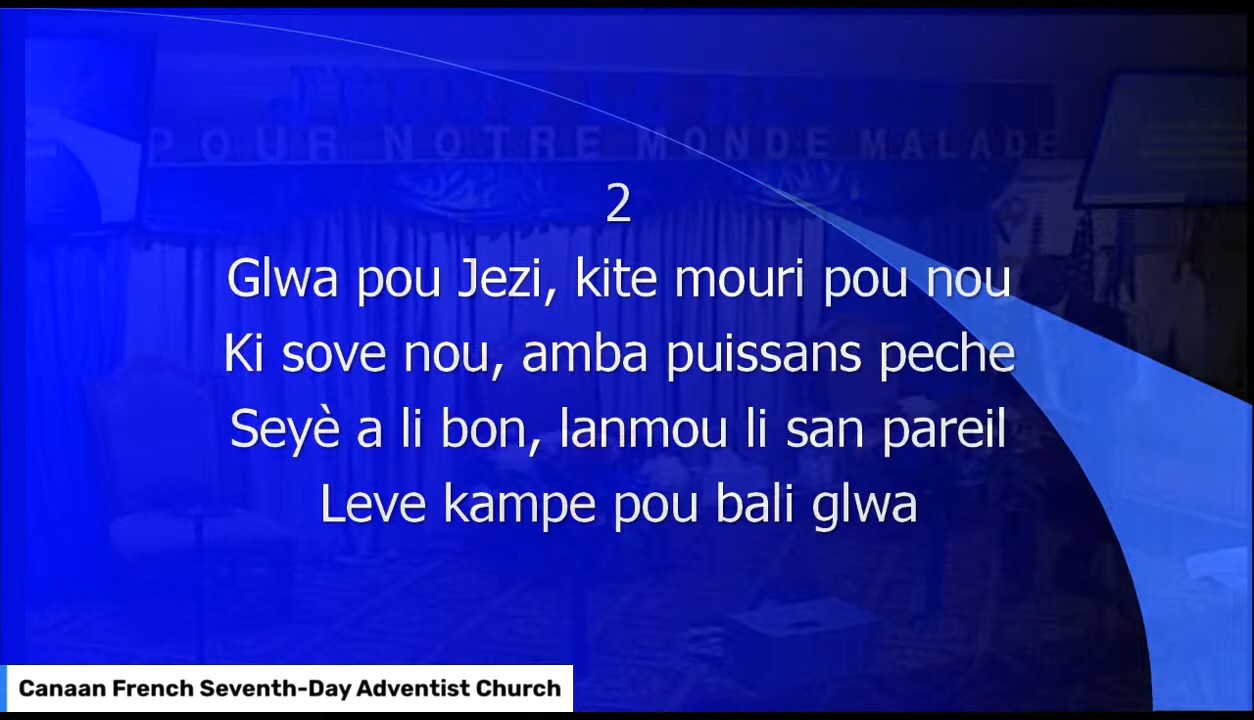 POUR NOTRE MONDE MALADE
2
Glwa pou Jezi, kite mouri pou nou
Ki sove nou, amba puissans peche
Seyè a li bon, lanmou li san pareil
Leve kampe pou bali glwa
Canaan French Seventh-Day Adventist Church